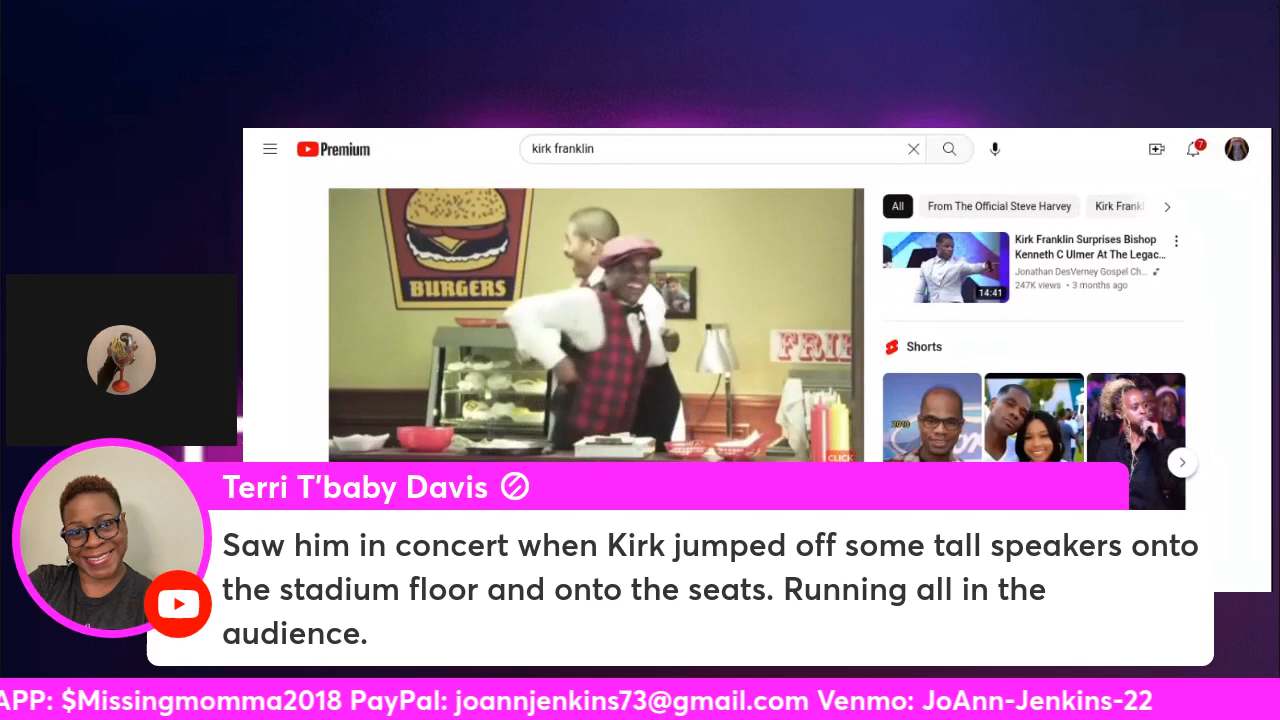 Premium
kirk franklin
7
All
From The Official Steve Harvey
Kirk Frankl
BURGERS
FRIE
CLICK
Kirk Franklin Surprises Bishop
Kenneth C Ulmer At The Legac...
Jonathan DesVerney Gospel Ch...
247K views • 3 months ago
14:41
Shorts
2010
Terri T'baby Davis
Saw him in concert when Kirk jumped off some tall speakers onto
the stadium floor and onto the seats. Running all in the
audience.
APP: $Missingmomma2018 PayPal: joannjenkins73@gmail.com Venmo: JoAnn-Jenkins-22